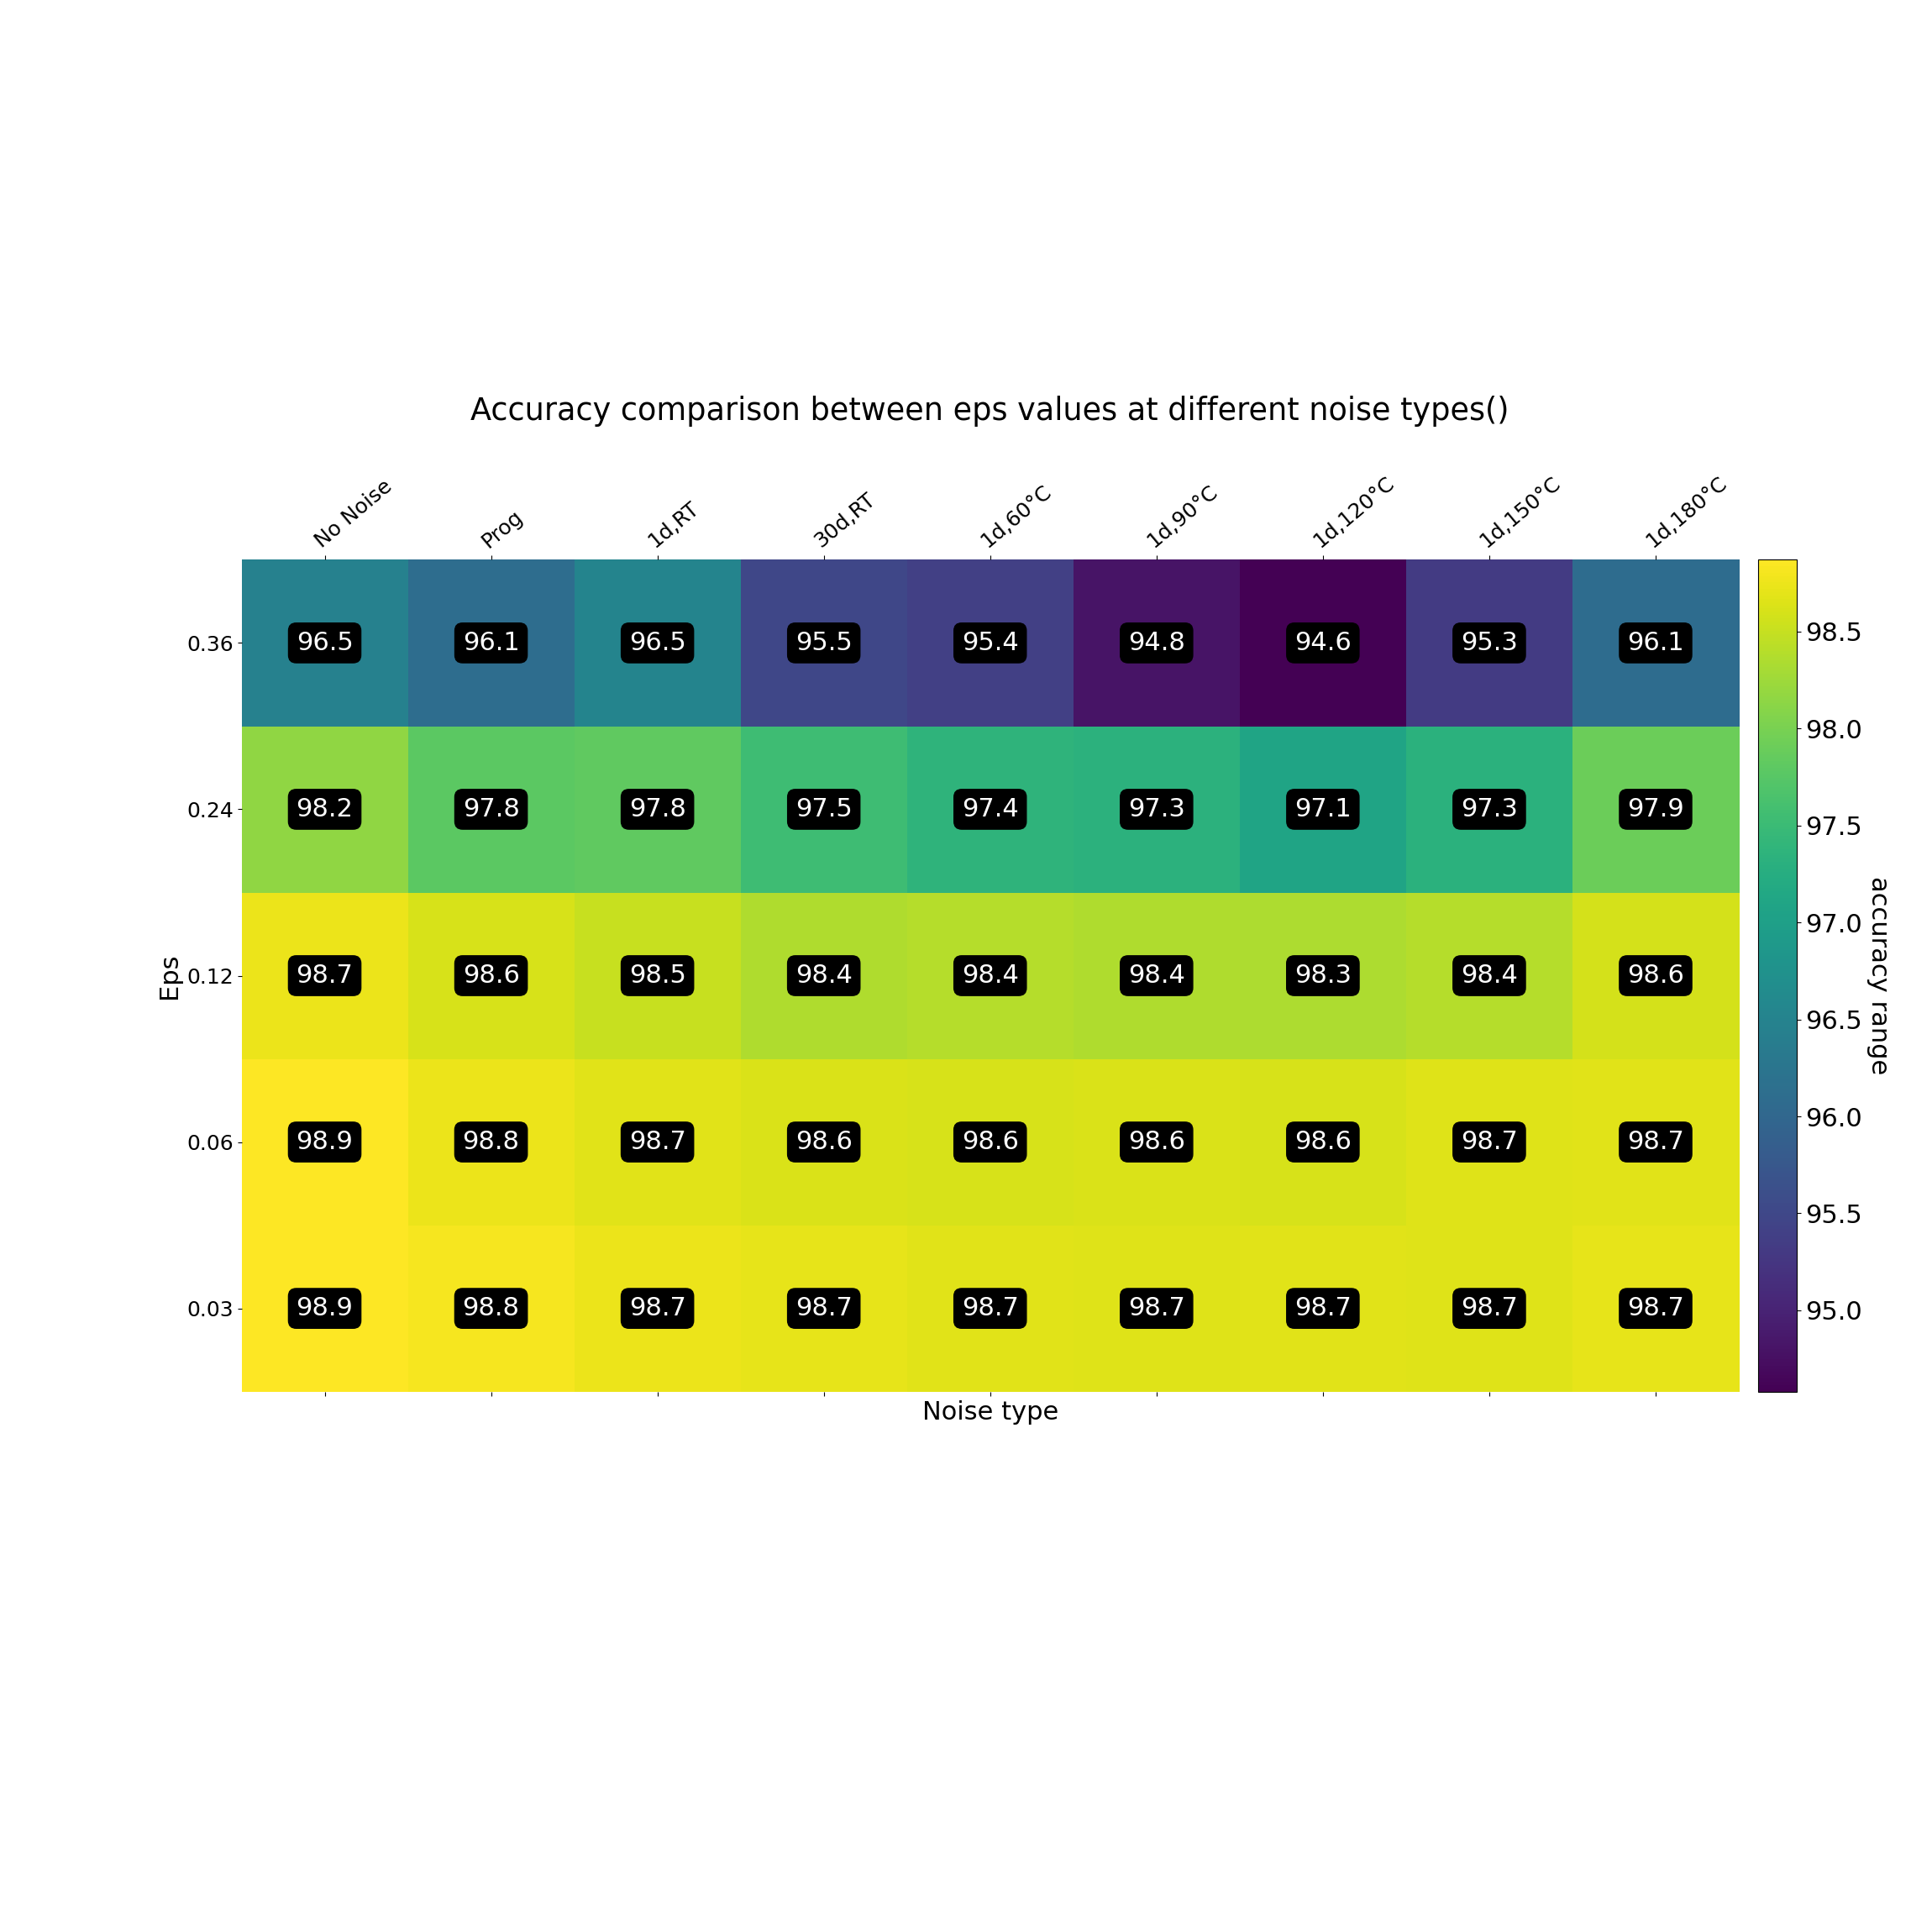 Accuracy comparison between eps values at different noise types()
No Noise
Prog
1d,RT
30d,RT
1d,60°C
1d,90°C
1d,120°C
1d,150°C
1d,180°C
0.36 96.5 96.1 96.5 95.5 95.4 94.8 94.6 95.3 96.1
0.24 98.2 97.8 97.8 97.5 97.4 97.3 97.1 97.3 97.9
0.12 98.7 98.6 98.5 98.4 98.4 98.4 98.3 98.4 98.6
0.06 98.9 98.8 98.7 98.6 98.6 98.6 98.6 98.7 98.7
0.03 98.9 98.8 98.7 98.7 98.7 98.7 98.7 98.7 98.7
Eps
Noise type
98.5
98.0
97.5
97.0
96.5
96.0
95.5
95.0
accuracy range